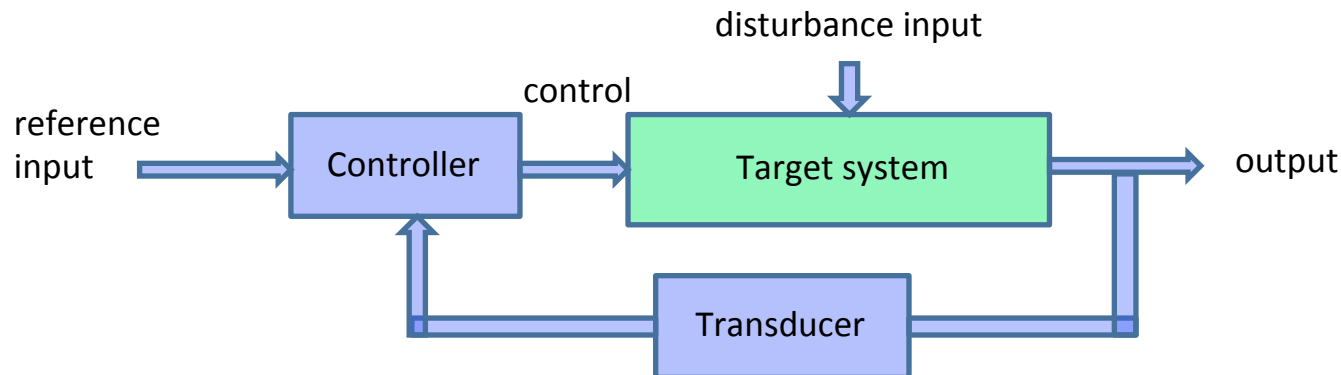 disturbance input
control
reference
input
Controller
Target system
output
Transducer